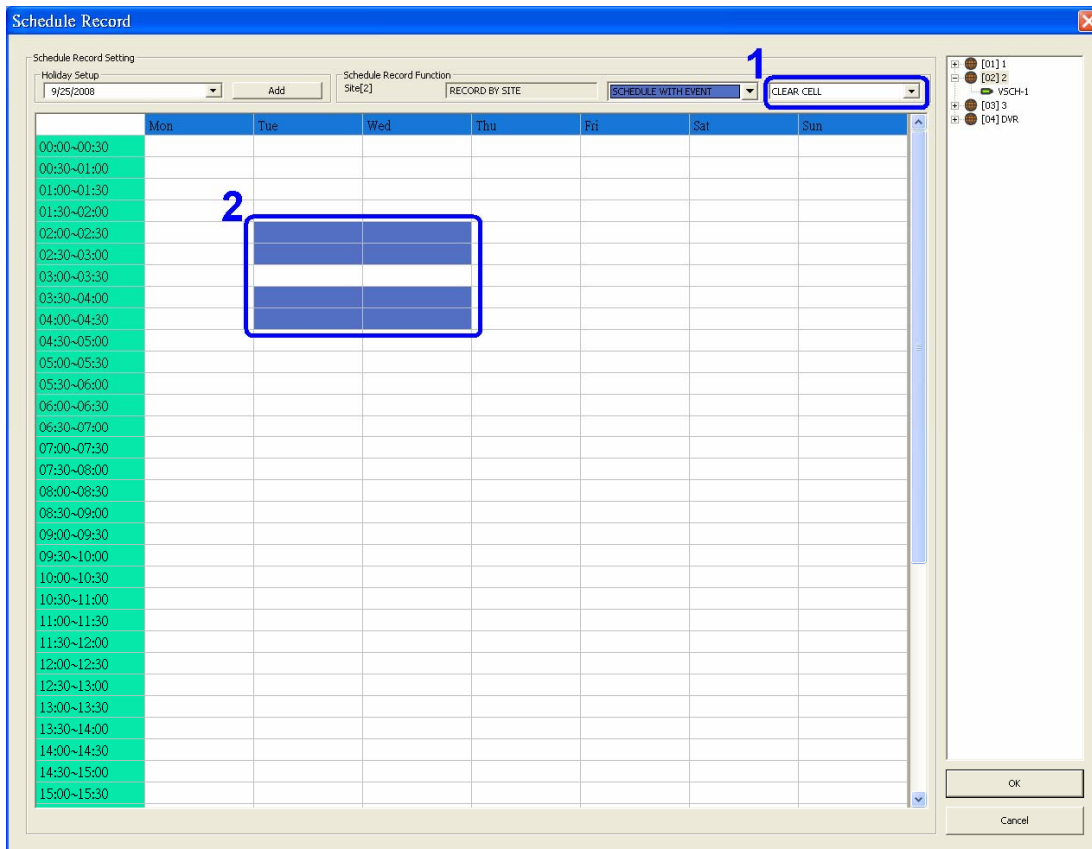 Schedule Record
Schedule Record Setting
Holiday Setup
9/25/2008
Add
Schedule Record Function
Site[2]
RECORD BY SITE
SCHEDULE WITH EVENT
1
CLEAR CELL
[01] 1
[02] 2
VSCH-1
[03] 3
[04] DVR
Mon Tue Wed Thu Fri Sat Sun
00:00~00:30
00:30~01:00
01:00~01:30
01:30~02:00
2
02:00~02:30
02:30~03:00
03:00~03:30
03:30~04:00
04:00~04:30
04:30~05:00
05:00~05:30
05:30~06:00
06:00~06:30
06:30~07:00
07:00~07:30
07:30~08:00
08:00~08:30
08:30~09:00
09:00~09:30
09:30~10:00
10:00~10:30
10:30~11:00
11:00~11:30
11:30~12:00
12:00~12:30
12:30~13:00
13:00~13:30
13:30~14:00
14:00~14:30
14:30~15:00
15:00~15:30
OK
Cancel